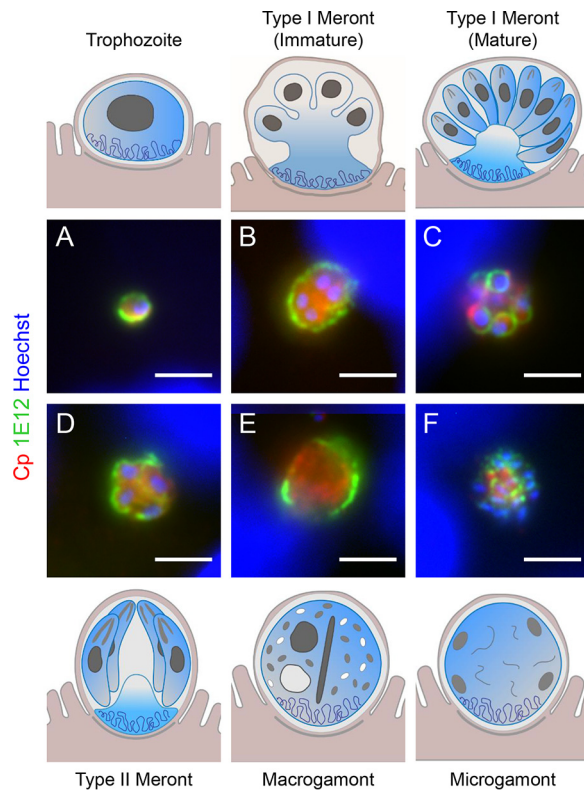 Trophozoite
Type I Meront
(Immature)
Type I Meront
(Mature)
A
B
C
Cp 1E12 Hoechst
D
E
F
Type II Meront
Macrogamont
Microgamont